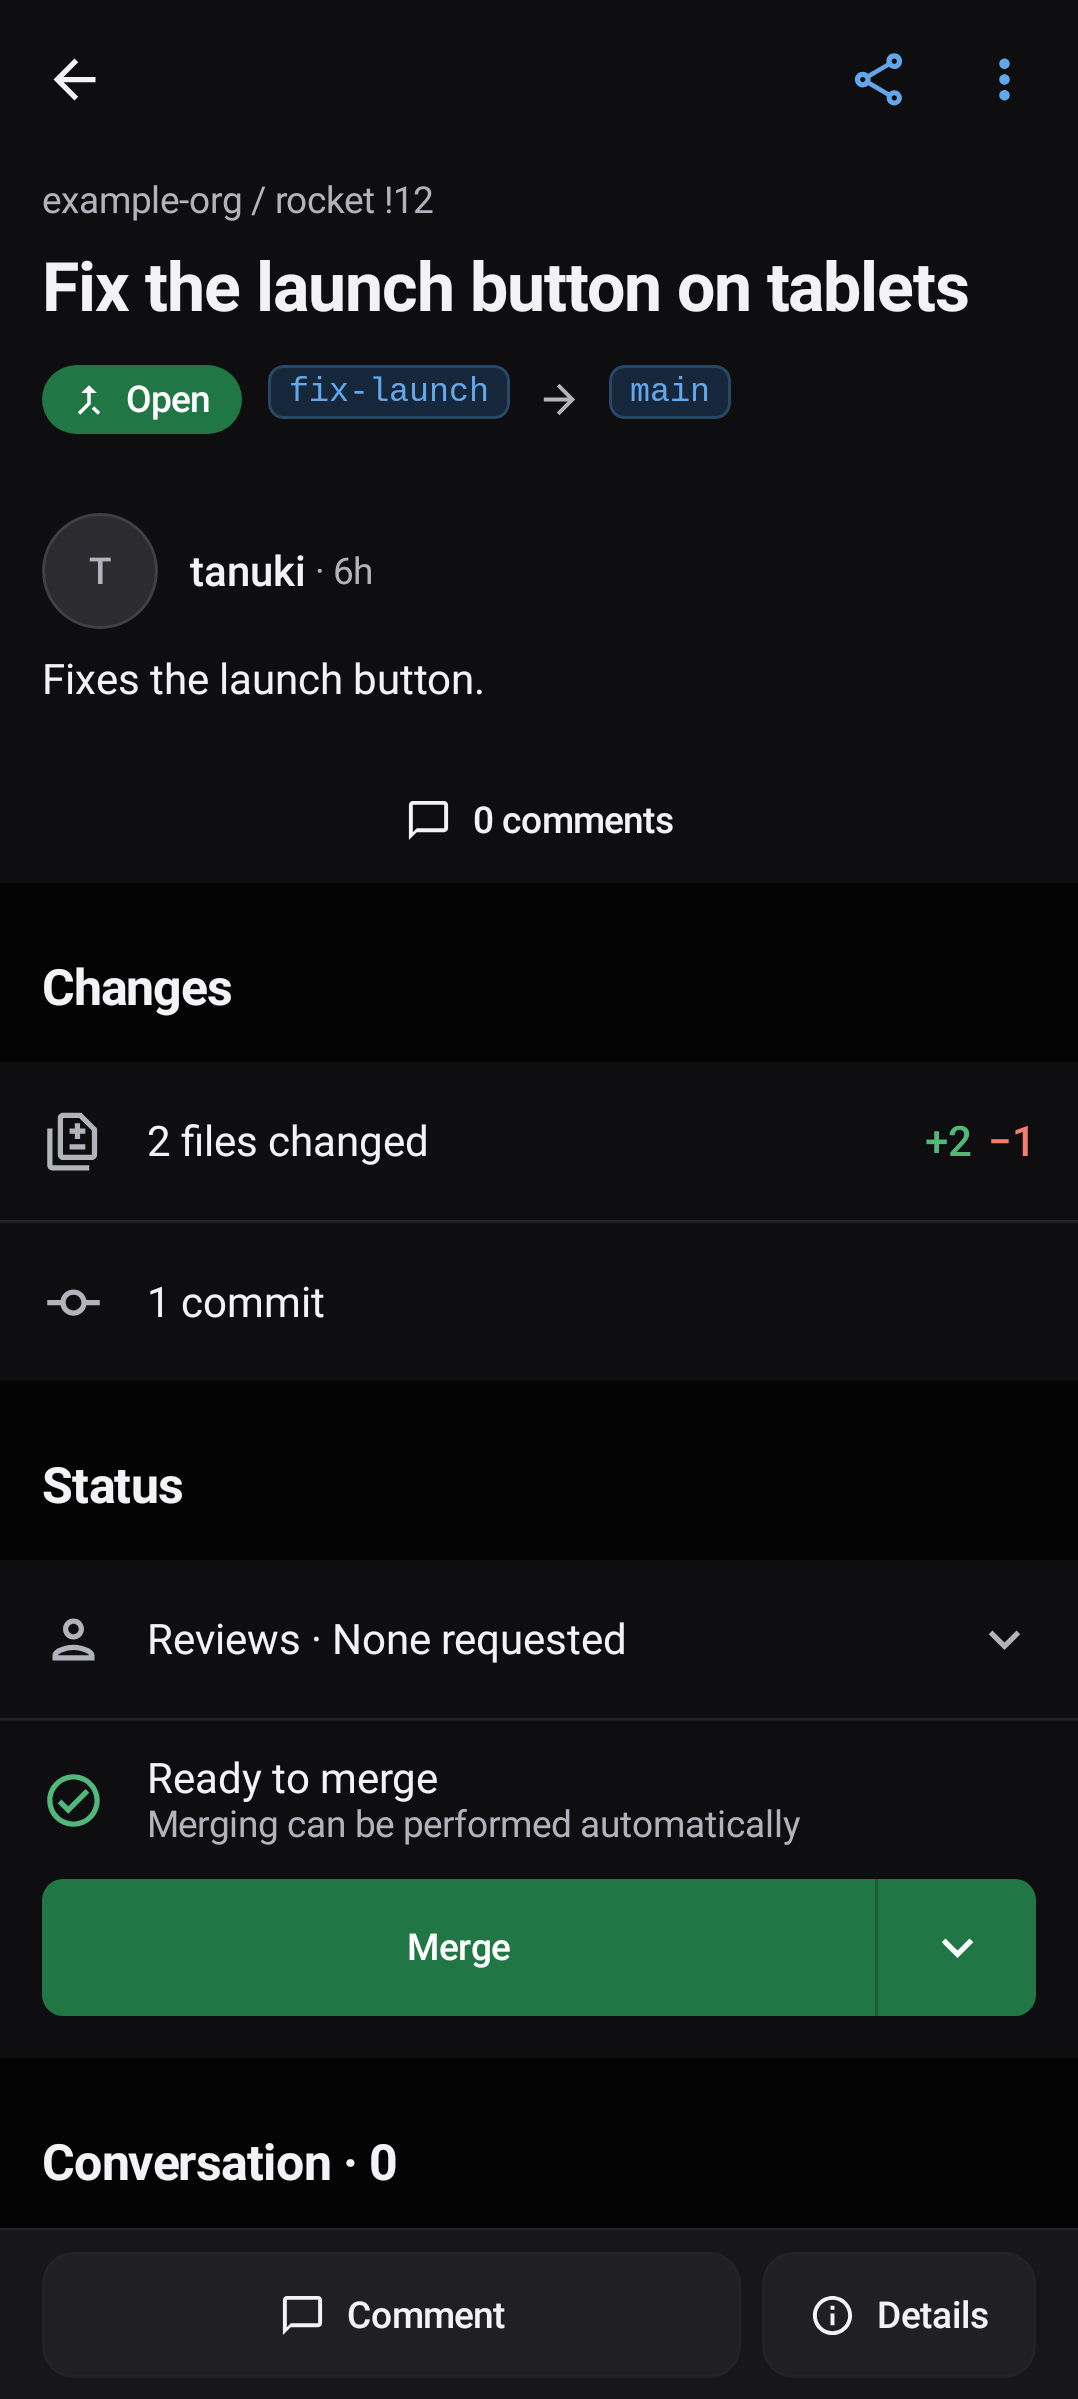 example-org / rocket !12
Fix the launch button on tablets
Open fix-launch main
T
tanuki · 6h
Fixes the launch button.
0 comments
Changes
2 files changed +2 −1
1 commit
Status
Reviews · None requested
Ready to merge
Merging can be performed automatically
Merge
Conversation · 0
Comment Details